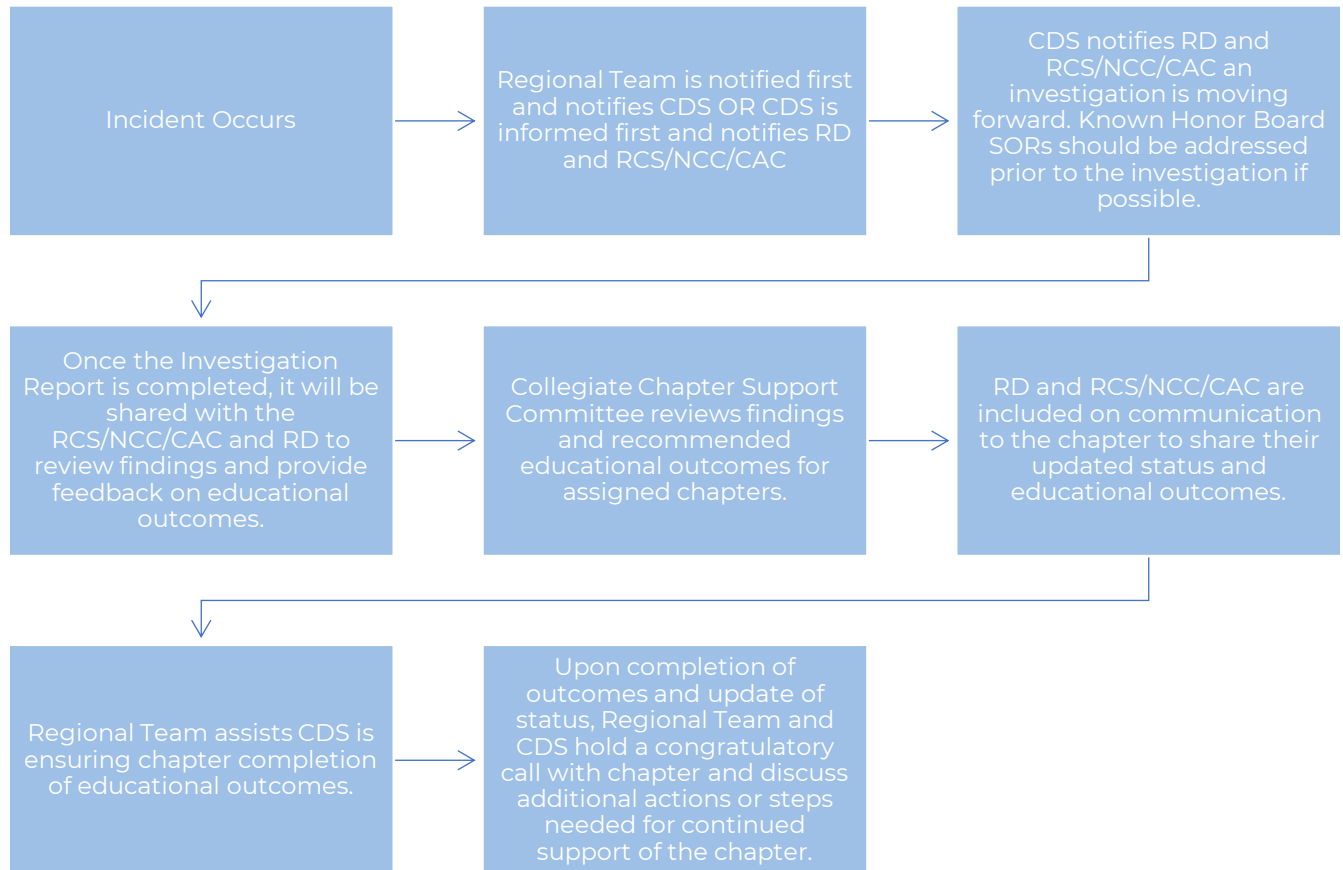 Incident Occurs
Regional Team is notified first
and notifies CDS OR CDS is
informed first and notifies RD
and RCS/NCC/CAC
CDS notifies RD and
RCS/NCC/CAC an
investigation is moving
forward. Known Honor Board
SORs should be addressed
prior to the investigation if
possible.
Once the Investigation
Report is completed, it will be
shared with the
RCS/NCC/CAC and RD to
review findings and provide
feedback on educational
outcomes.
Collegiate Chapter Support
Committee reviews findings
and recommended
educational outcomes for
assigned chapters.
RD and RCS/NCC/CAC are
included on communication
to the chapter to share their
updated status and
educational outcomes.
Regional Team assists CDS is
ensuring chapter completion
of educational outcomes.
Upon completion of
outcomes and update of
status, Regional Team and
CDS hold a congratulatory
call with chapter and discuss
additional actions or steps
needed for continued
support of the chapter.